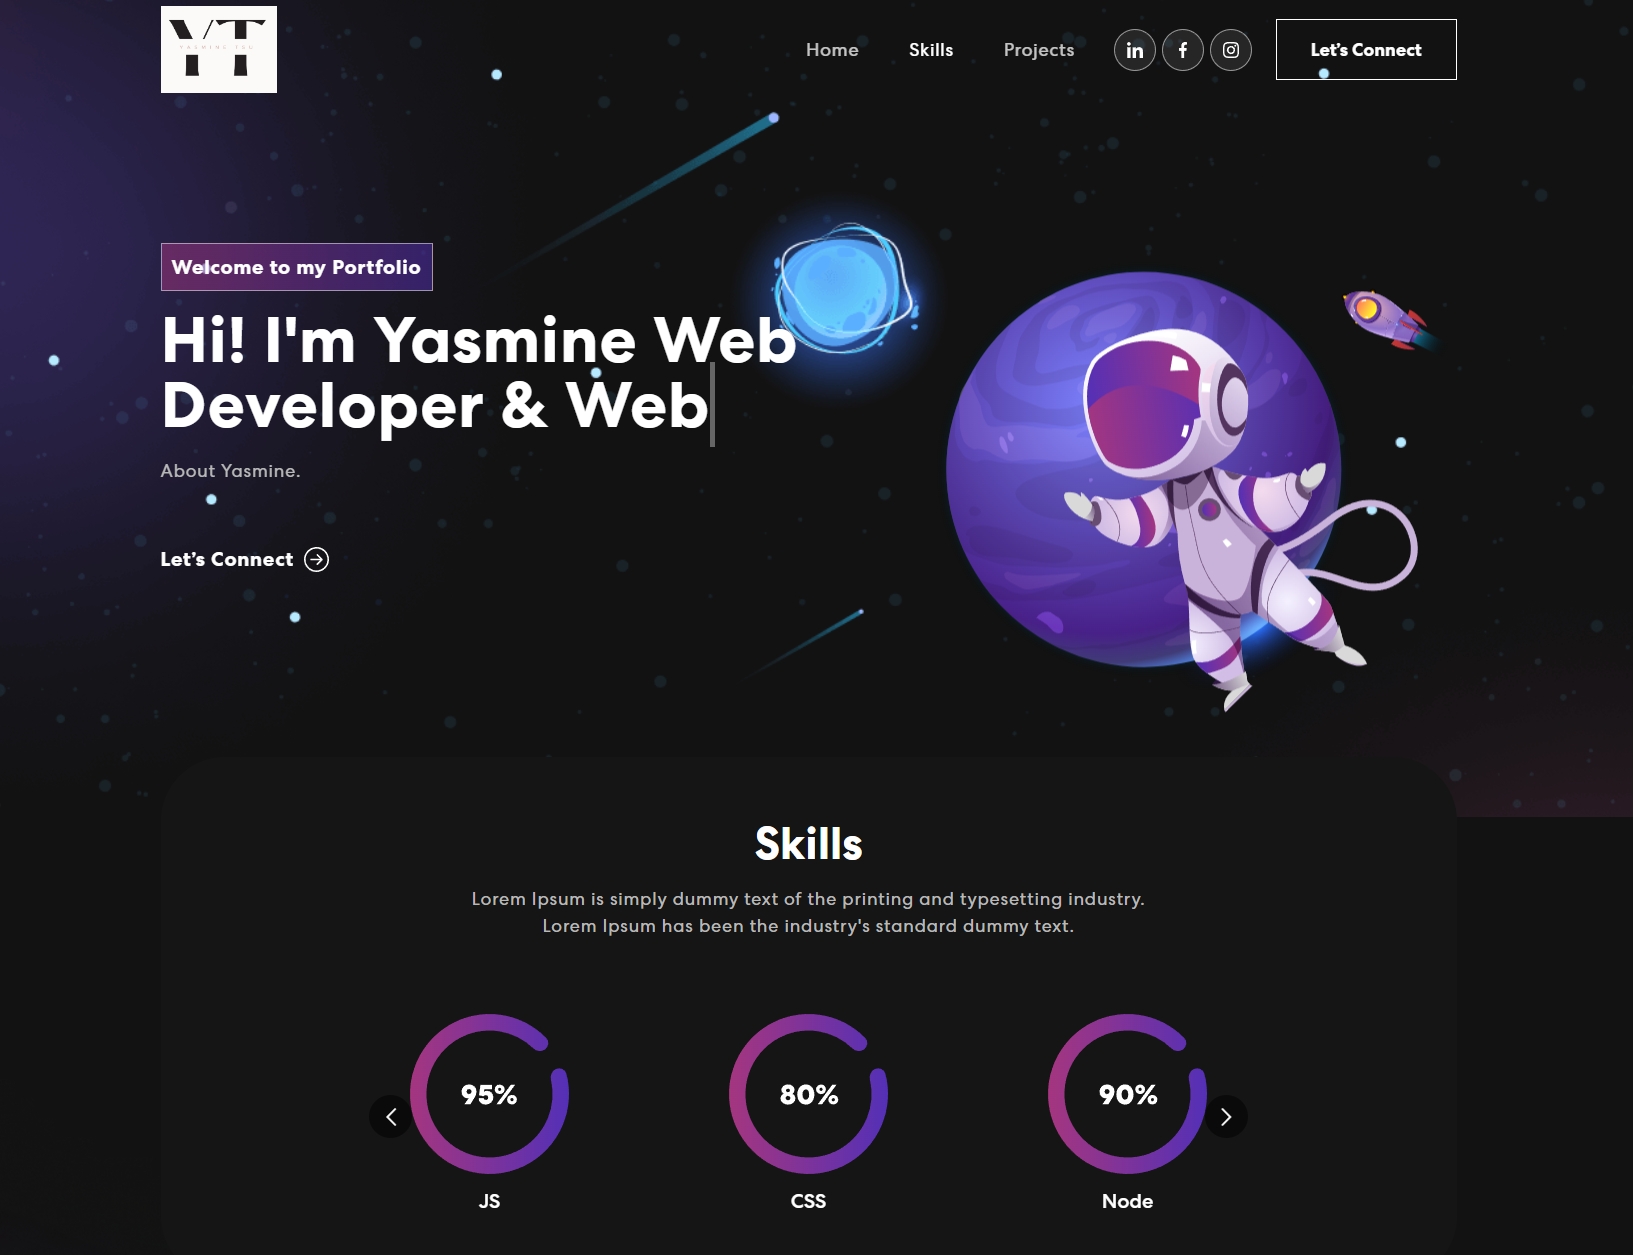 YT
YASMINE TSU
Home
Skills
Projects
in
f
Let's Connect
Welcome to my Portfolio
Hi! I'm Yasmine Web
Developer & Web
About Yasmine.
Let's Connect
Skills
Lorem Ipsum is simply dummy text of the printing and typesetting industry.
Lorem Ipsum has been the industry's standard dummy text.
95%
80%
90%
JS
CSS
Node